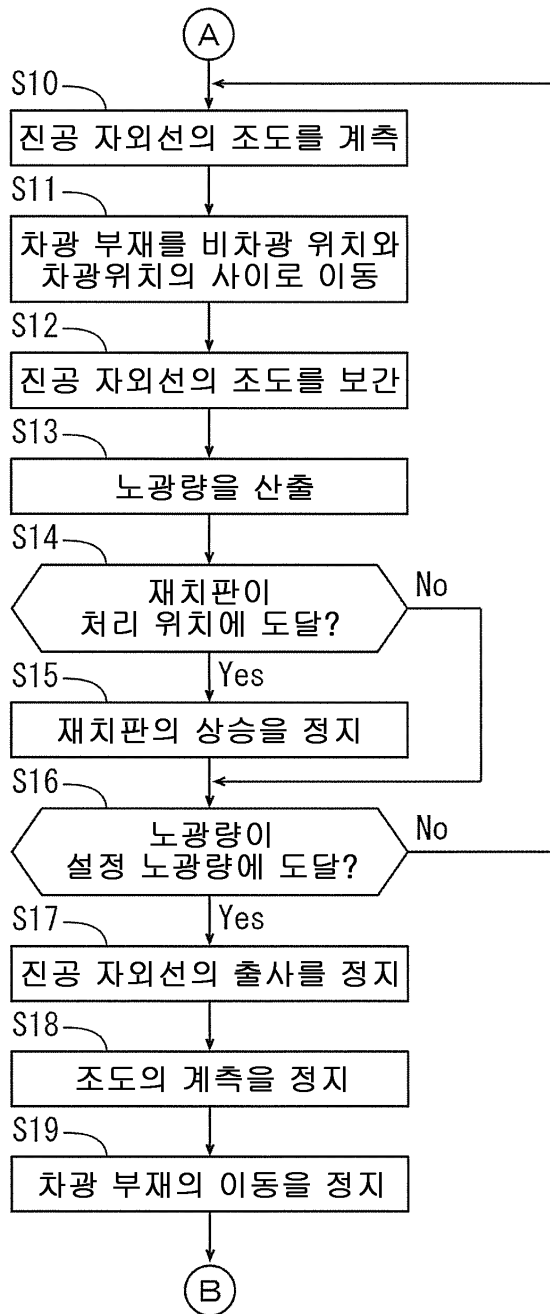 A
S10
진공 자외선의 조도를 계측
S11
차광 부재를 비차광 위치와
차광위치의 사이로 이동
S12
진공 자외선의 조도를 보간
S13
노광량을 산출
S14
재치판이
처리 위치에 도달?
No
Yes
S15
재치판의 상승을 정지
S16
노광량이
설정 노광량에 도달?
No
Yes
S17
진공 자외선의 출사를 정지
S18
조도의 계측을 정지
S19
차광 부재의 이동을 정지
B